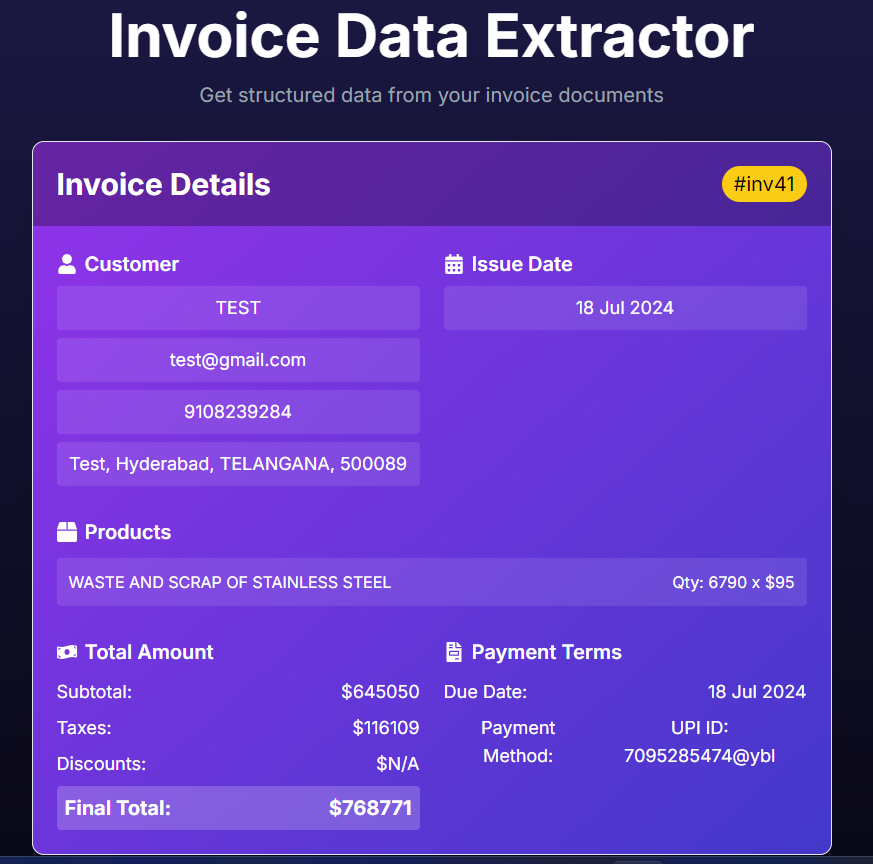 Invoice Data Extractor
Get structured data from your invoice documents
Invoice Details
#inv41
Customer
TEST
test@gmail.com
9108239284
Test, Hyderabad, TELANGANA, 500089
Issue Date
18 Jul 2024
Products
WASTE AND SCRAP OF STAINLESS STEEL
Qty: 6790 x $95
Total Amount
Subtotal: $645050
Taxes: $116109
Discounts: $N/A
Final Total: $768771
Payment Terms
Due Date: 18 Jul 2024
Payment Method:
UPI ID:
7095285474@ybl